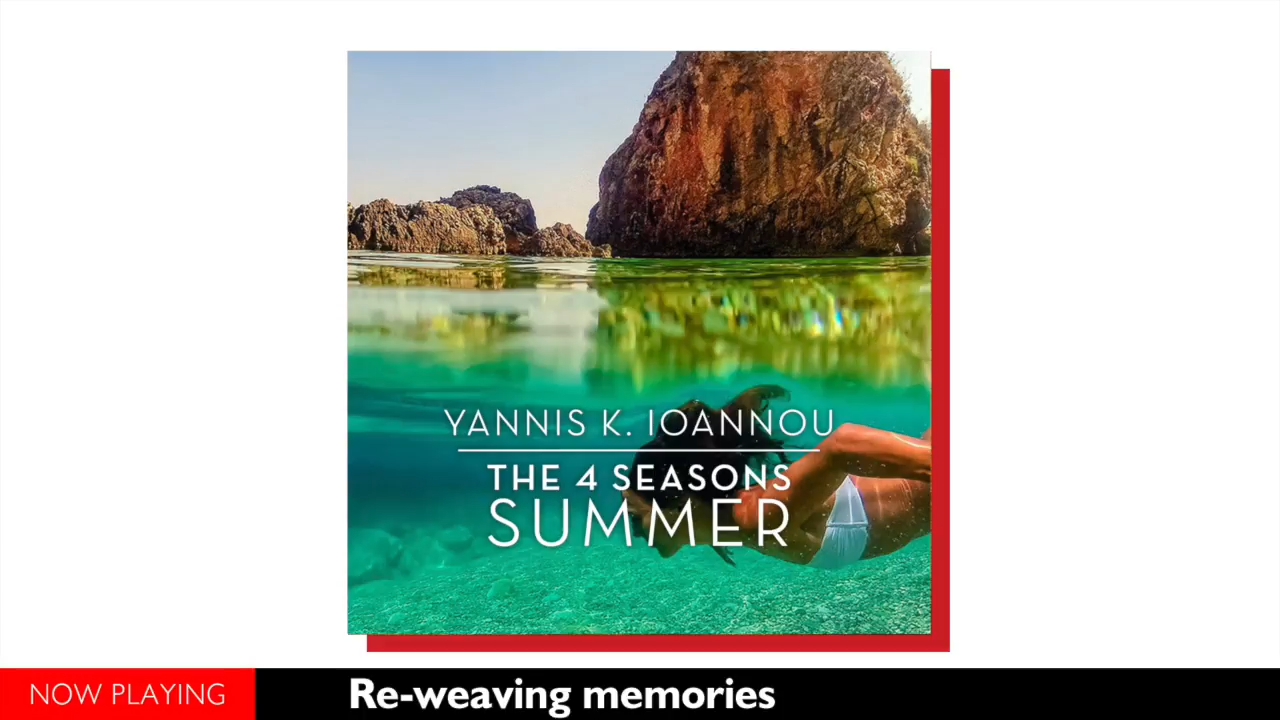 YANNIS K. IOANNOU
THE 4 SEASONS
SUMMER
NOW PLAYING
Re-weaving memories